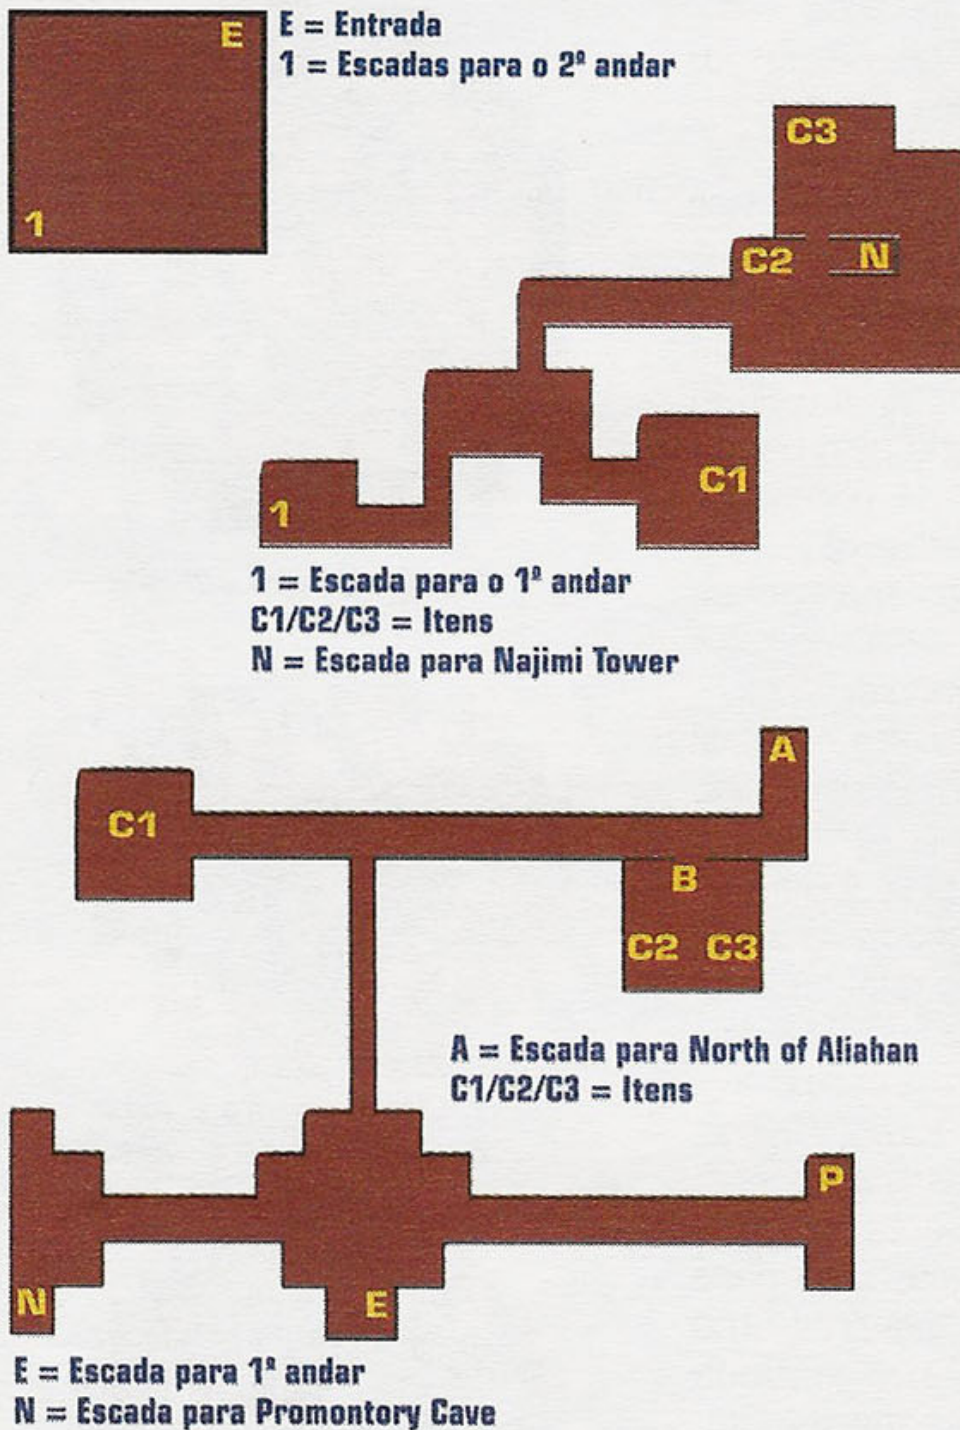 E
E = Entrada
1 = Escadas para o 2º andar
1
C3
C2
N
C1
1
1 = Escada para o 1º andar
C1/C2/C3 = Itens
N = Escada para Najimi Tower
A
C1
B
C2 C3
A = Escada para North of Aliahan
C1/C2/C3 = Itens
P
N
E
E = Escada para 1ª andar
N = Escada para Promontory Cave